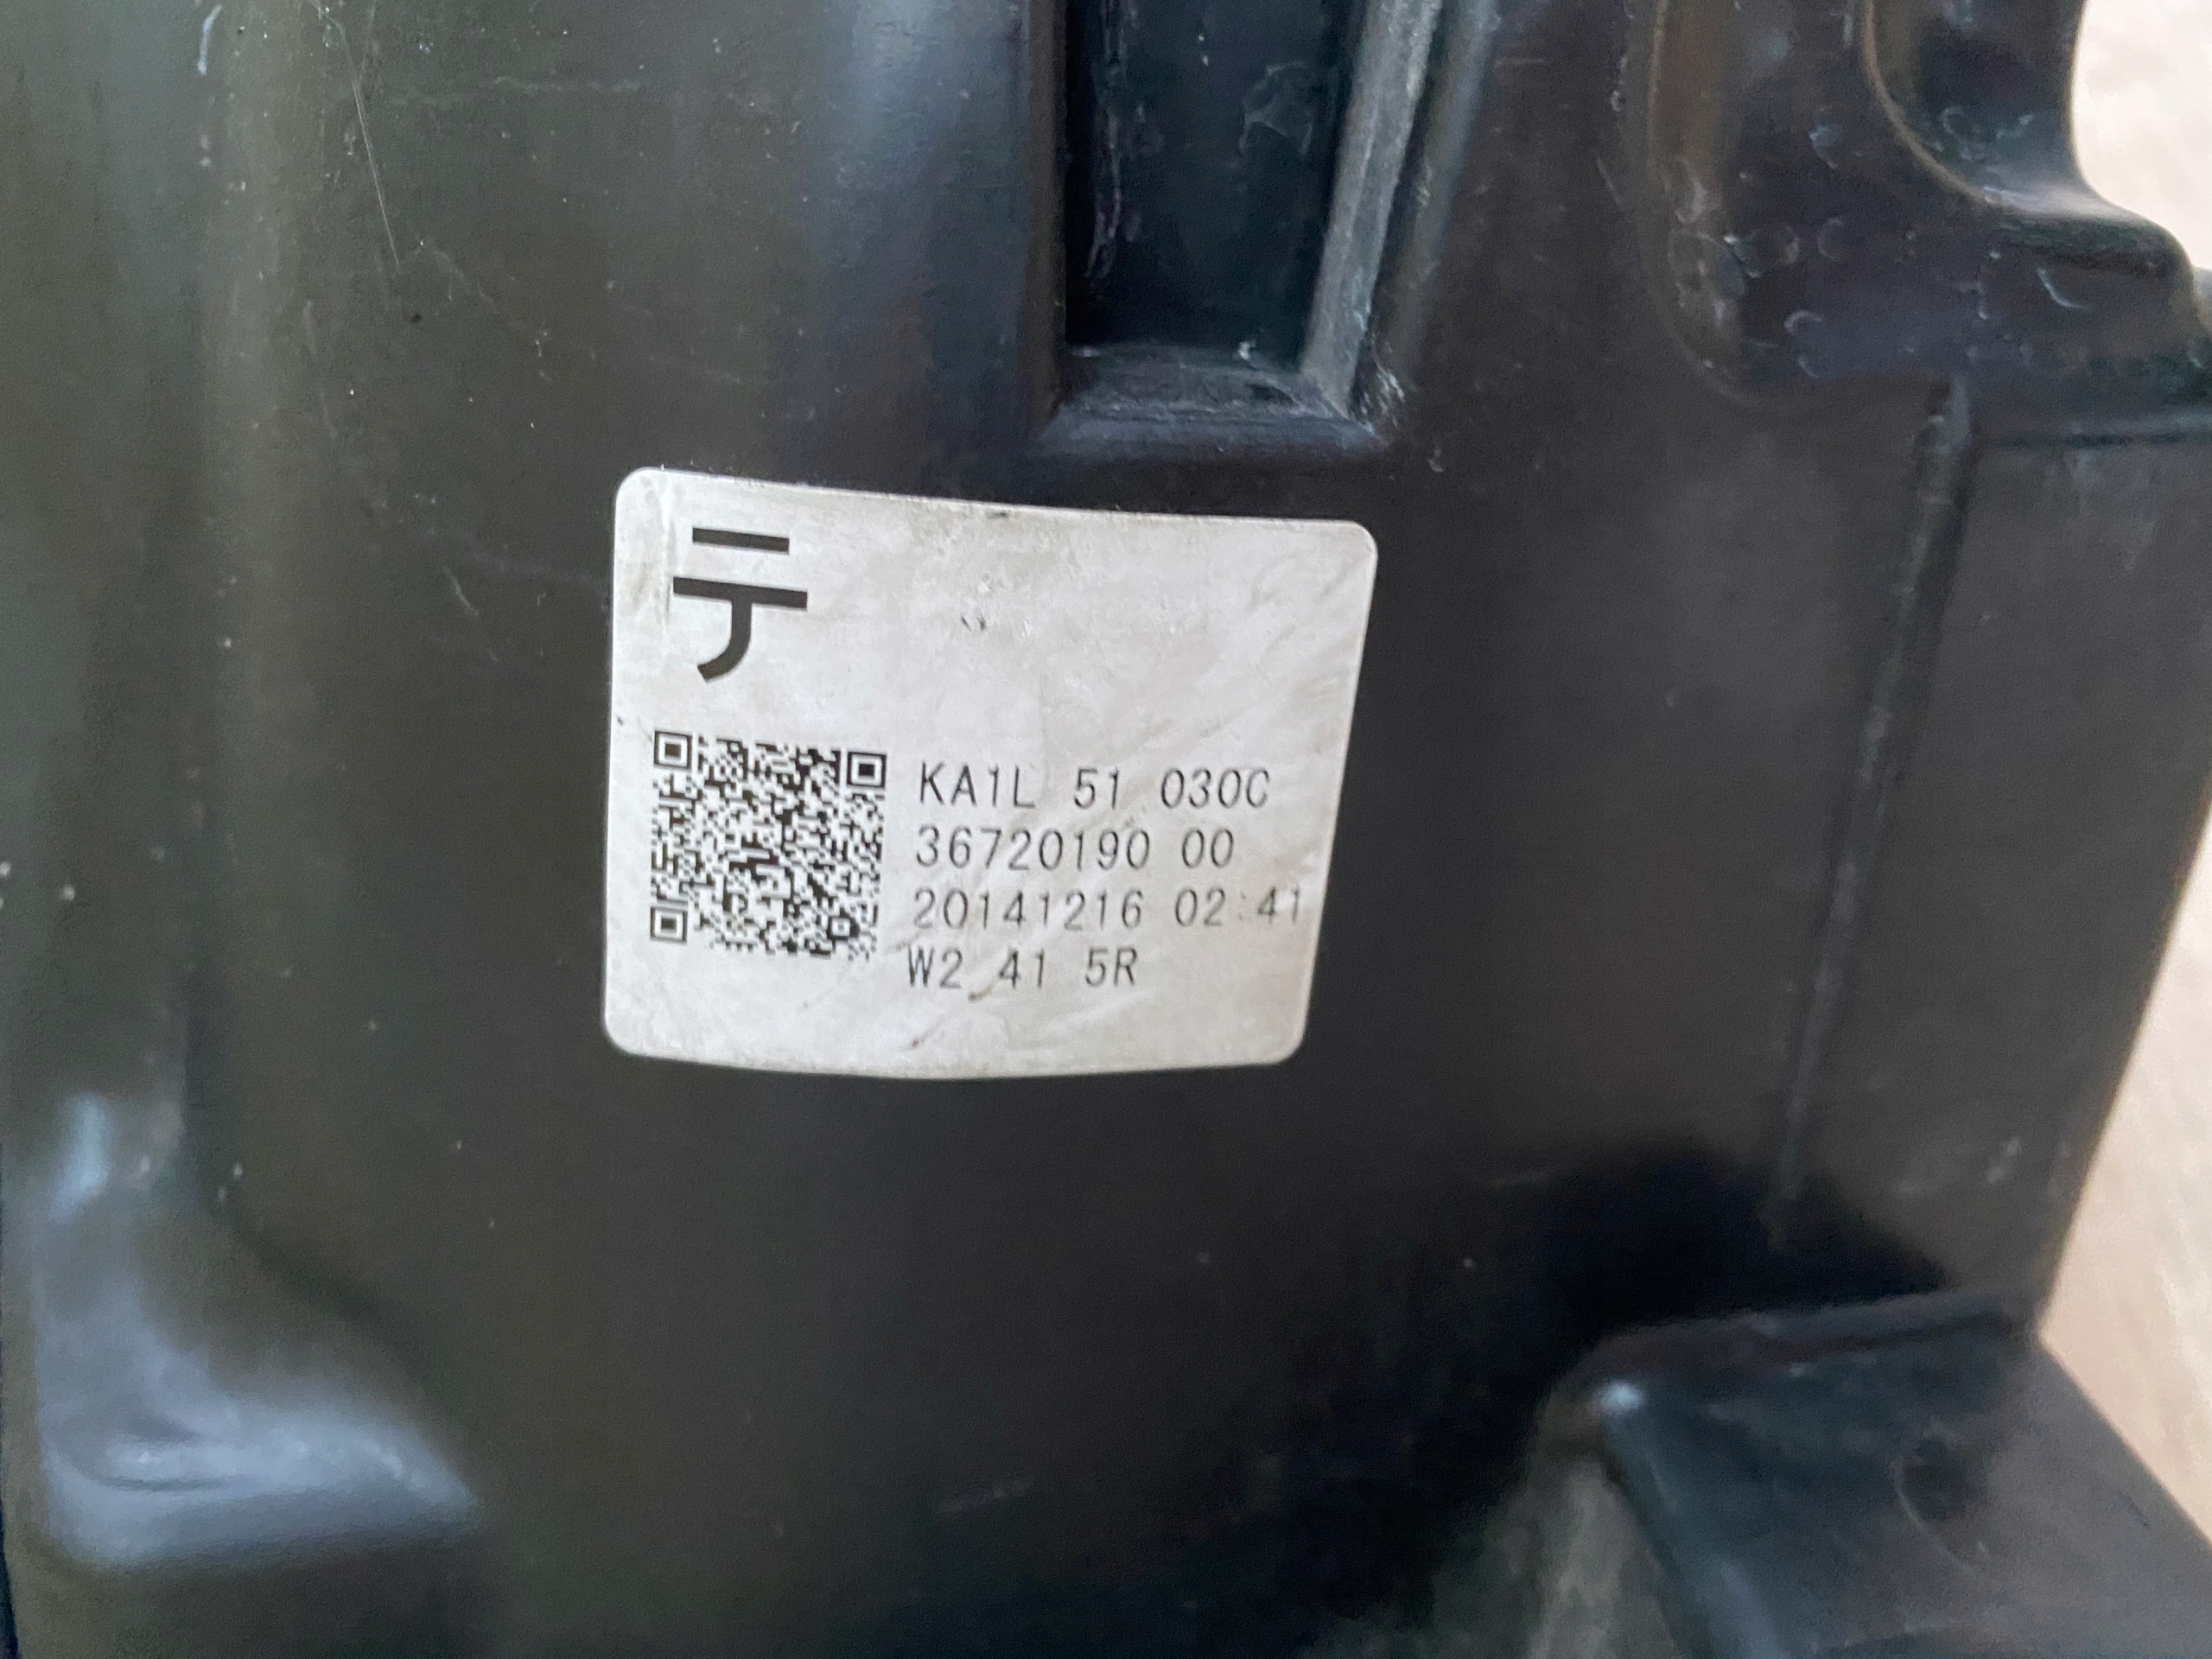 テ
KA1L 51 030C
36720190 00
20141216 02:41
W2 41 5R